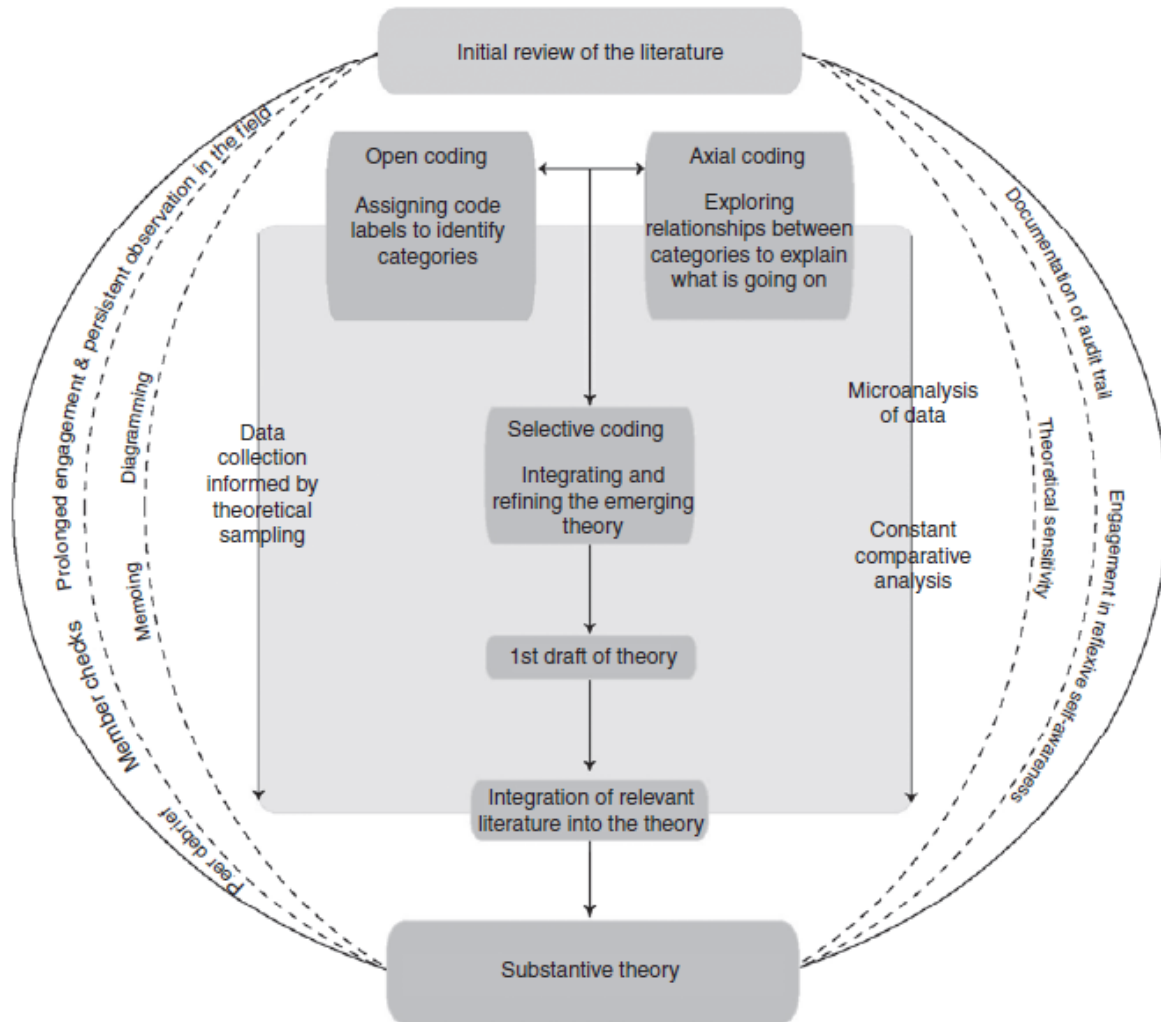 Initial review of the literature
Open coding
Assigning code
labels to identify
categories
Axial coding
Exploring
relationships between
categories to explain
what is going on
Prolonged engagement & persistent observation in the field
Member checks
Peer debrief
Diagramming
Memoing
Data
collection
informed by
theoretical
sampling
Selective coding
Integrating and
refining the emerging
theory
Microanalysis
of data
Constant
comparative
analysis
Theoretical sensitivity
Documentation of audit trail
Engagement in reflexive self-awareness
1st draft of theory
Integration of relevant
literature into the theory
Substantive theory